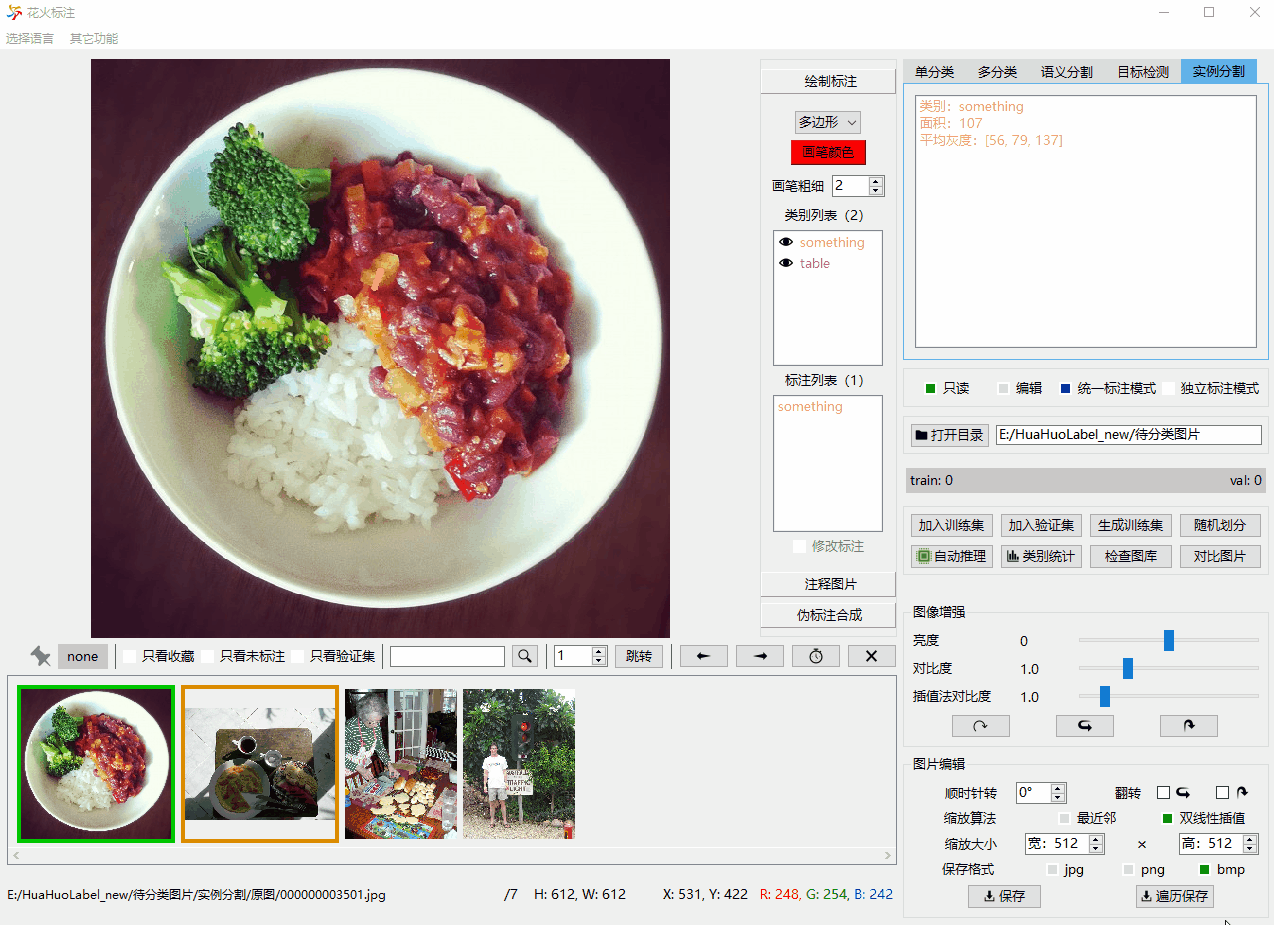 花火标注
选择语言 其它功能
绘制标注
多边形
画笔颜色
画笔粗细 2
类别列表（2）
something
table
标注列表（1）
something
修改标注
注释图片
伪标注合成
单分类 多分类 语义分割 目标检测 实例分割
类别：something
面积：107
平均灰度：[56, 79, 137]
只读 编辑 统一标注模式 独立标注模式
打开目录 E:/HuaHuoLabel_new/待分类图片
train: 0 val: 0
加入训练集 加入验证集 生成训练集 随机划分
自动推理 类别统计 检查图库 对比图片
图像增强
亮度 0
对比度 1.0
插值法对比度 1.0
图片编辑
顺时针转 0° 翻转
缩放算法 最近邻 双线性插值
缩放大小 宽：512 × 高：512
保存格式 jpg png bmp
保存 遍历保存
none 只看收藏 只看未标注 只看验证集 1 跳转
TRAFFIC
LIGHT
E:/HuaHuoLabel_new/待分类图片/实例分割/原图/000000003501.jpg /7 H: 612, W: 612 X: 531, Y: 422 R: 248, G: 254, B: 242